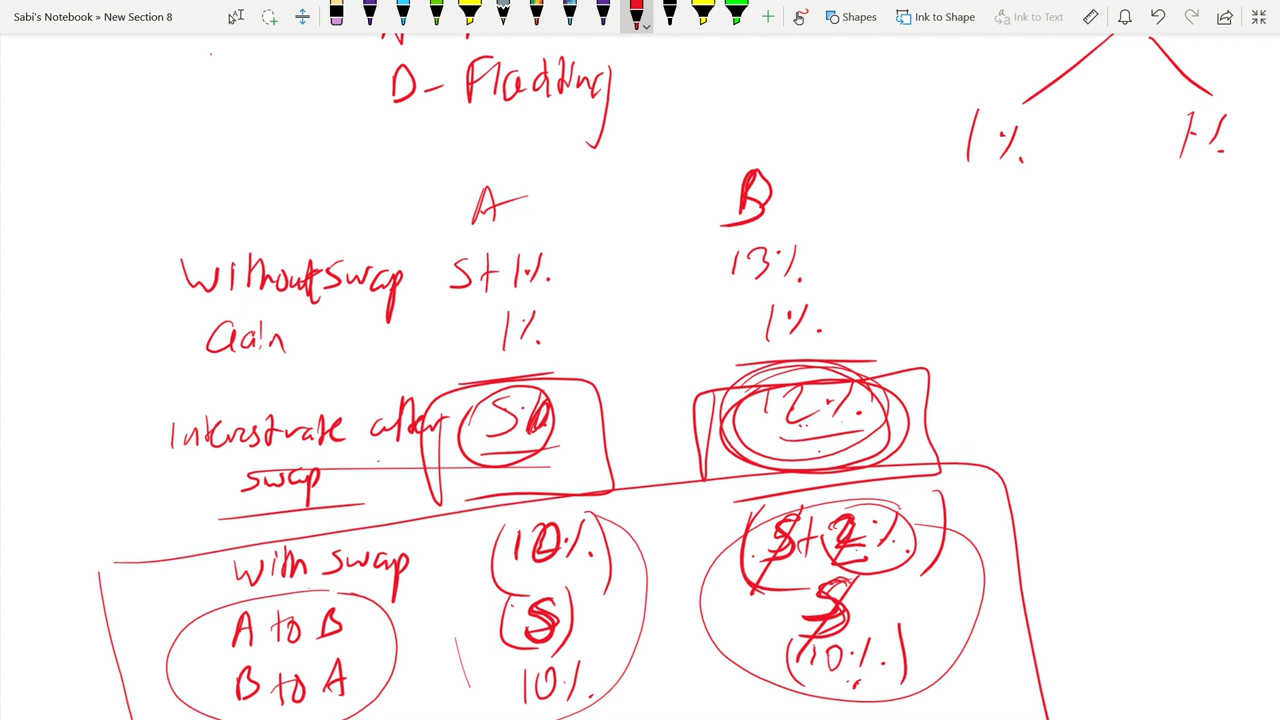 Sabi's Notebook » New Section 8
Shapes
Ink to Shape
Ink to Text
1%
1%
A B
Without swap S + 1% 13%
Gain 1% 1%
Interest rate after swap S 12%
with swap (10%) (S + 2%)
A to B (S) S
B to A 10% (10%)